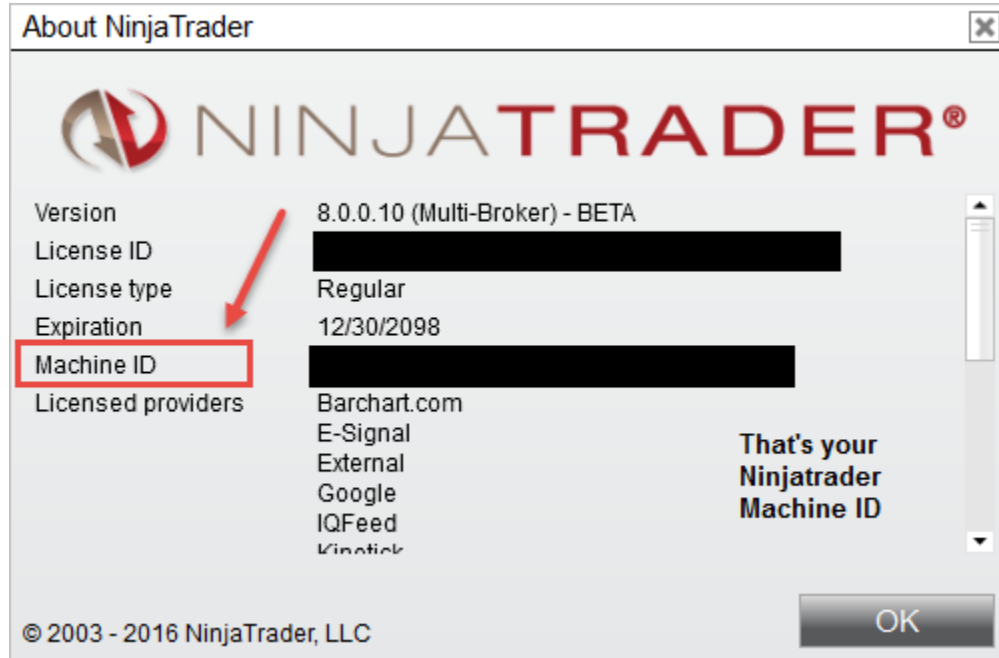 About NinjaTrader
NINJATRADER®
Version 8.0.0.10 (Multi-Broker) - BETA
License ID
License type Regular
Expiration 12/30/2098
Machine ID
Licensed providers Barchart.com
E-Signal
External
Google
IQFeed
Kinetick
That's your
Ninjatrader
Machine ID
© 2003 - 2016 NinjaTrader, LLC
OK